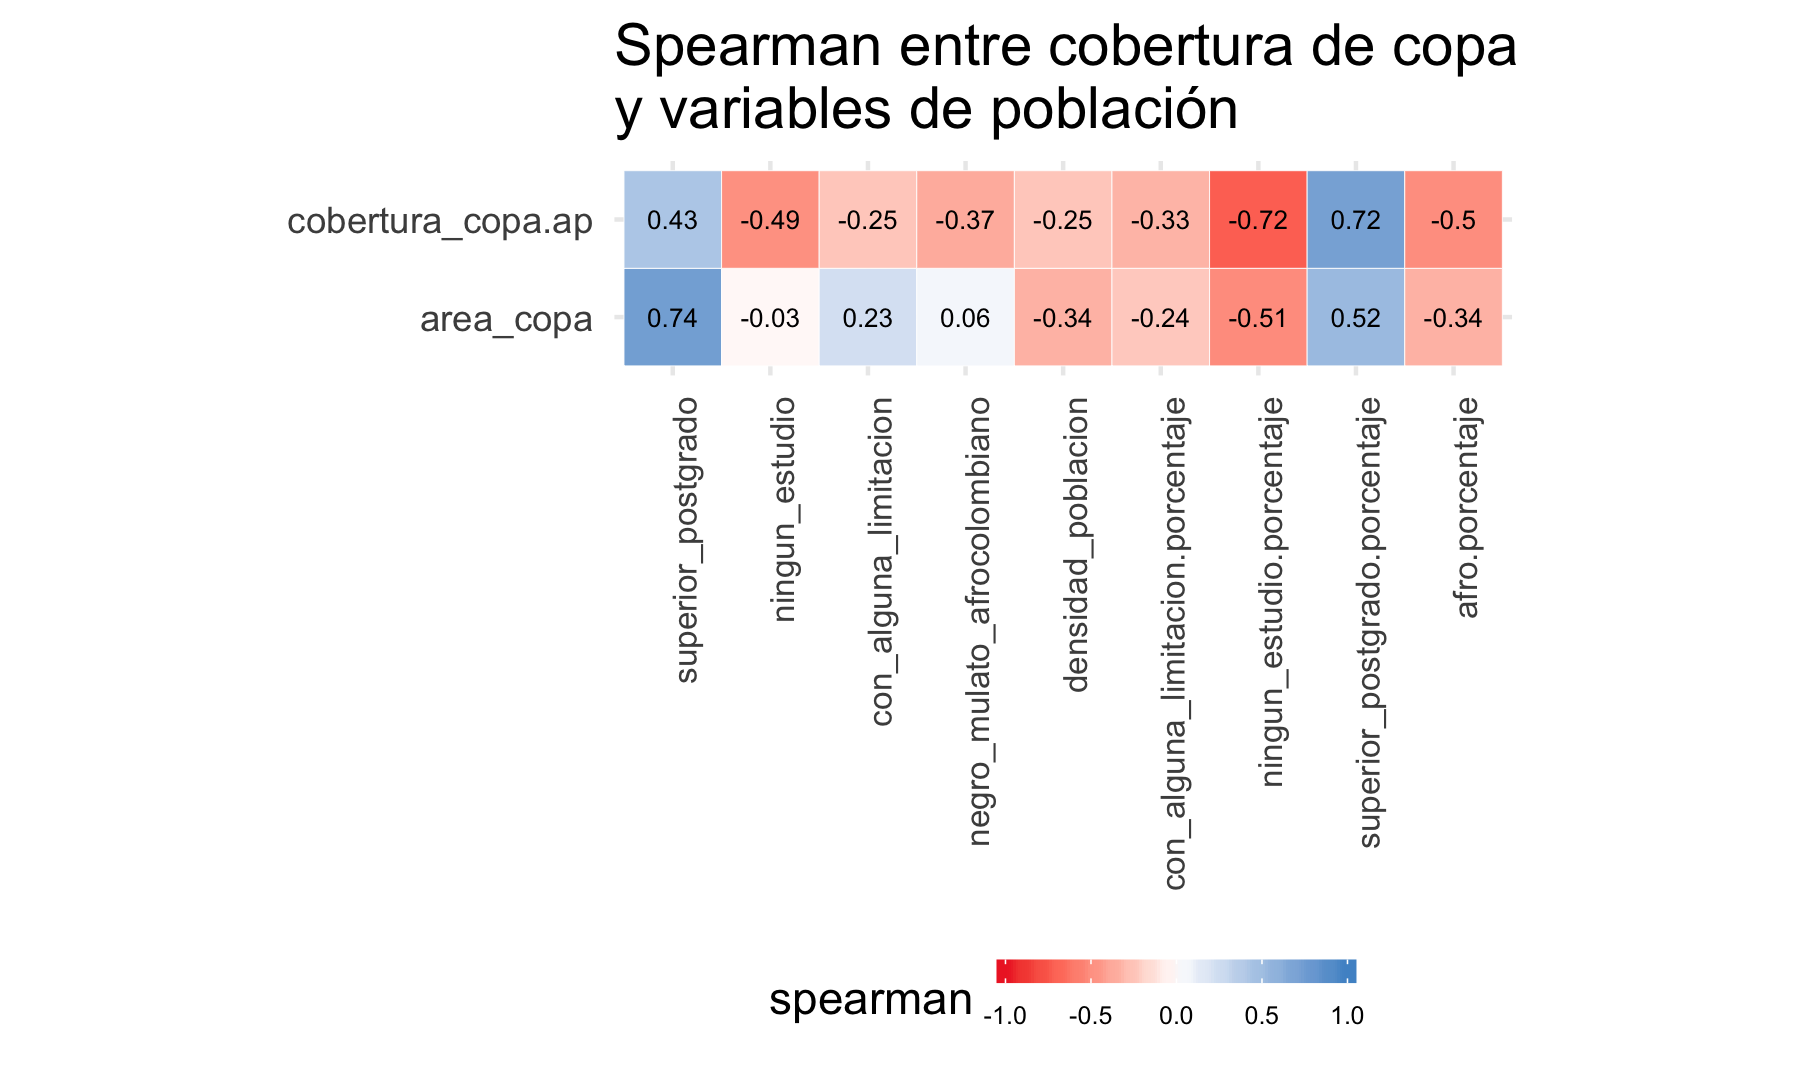 Spearman entre cobertura de copa
y variables de población
cobertura_copa.ap 0.43 -0.49 -0.25 -0.37 -0.25 -0.33 -0.72 0.72 -0.5
area_copa 0.74 -0.03 0.23 0.06 -0.34 -0.24 -0.51 0.52 -0.34
superior_postgrado
ningun_estudio
con_alguna_limitacion
negro_mulato_afrocolombiano
densidad_poblacion
con_alguna_limitacion.porcentaje
ningun_estudio.porcentaje
superior_postgrado.porcentaje
afro.porcentaje
spearman
-1.0 -0.5 0.0 0.5 1.0